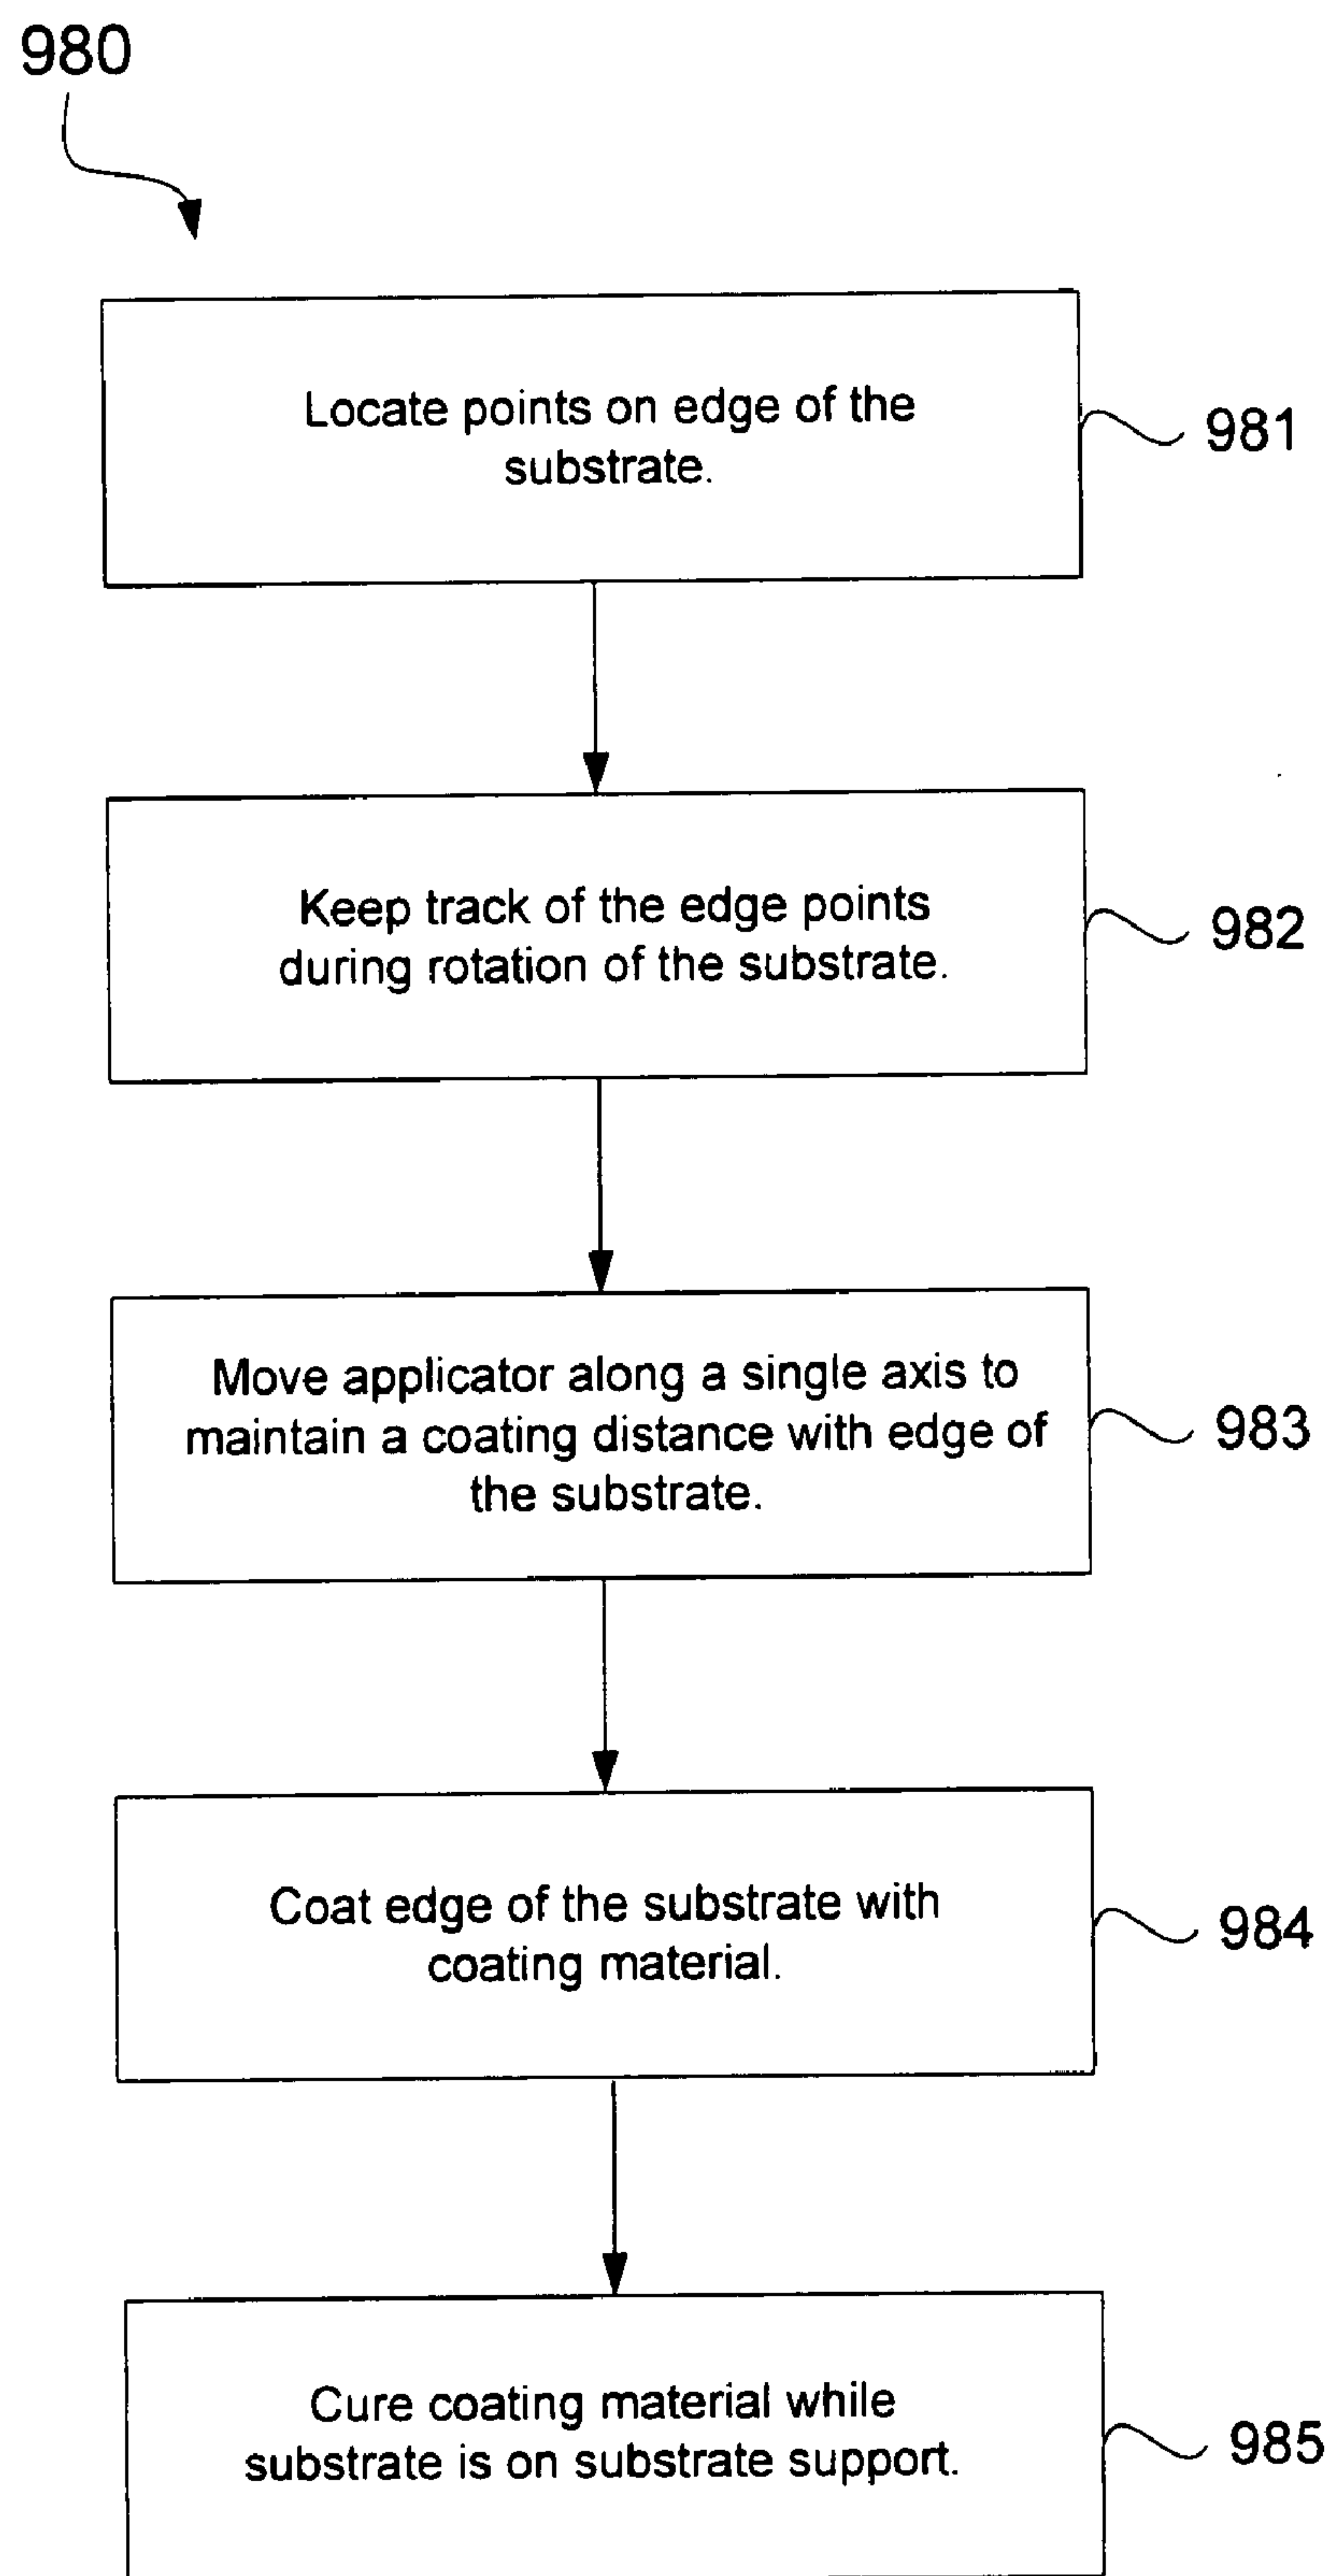 980
Locate points on edge of the
substrate.
981
Keep track of the edge points
during rotation of the substrate.
982
Move applicator along a single axis to
maintain a coating distance with edge of
the substrate.
983
Coat edge of the substrate with
coating material.
984
Cure coating material while
substrate is on substrate support.
985